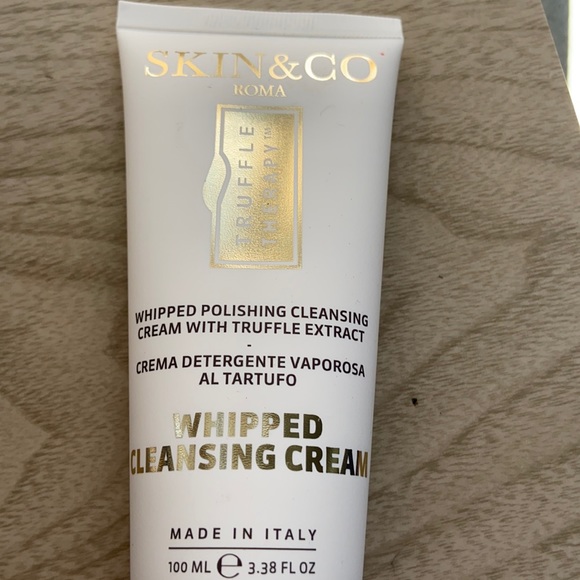 SKIN&CO
ROMA
TRUFFLE
THERAPY™
WHIPPED POLISHING CLEANSING
CREAM WITH TRUFFLE EXTRACT
-
CREMA DETERGENTE VAPOROSA
AL TARTUFO
WHIPPED
CLEANSING CREAM
MADE IN ITALY
100 ML ℮ 3.38 FL OZ